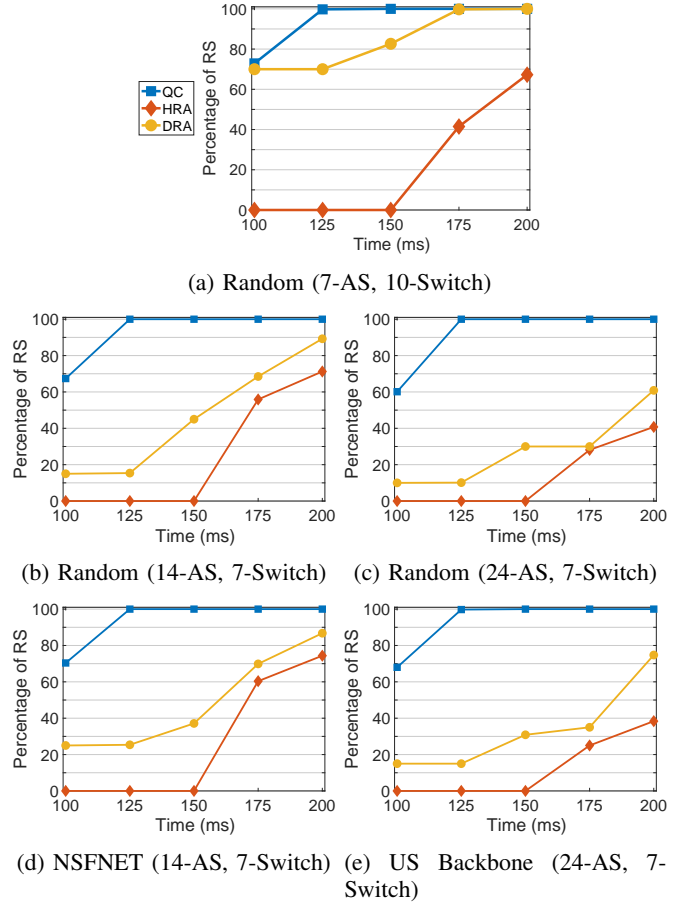 100
80
60
40
20
0
Percentage of RS
QC
HRA
DRA
100 125 150 175 200
Time (ms)
(a) Random (7-AS, 10-Switch)
100
80
60
40
20
0
Percentage of RS
100 125 150 175 200
Time (ms)
(b) Random (14-AS, 7-Switch)
100
80
60
40
20
0
Percentage of RS
100 125 150 175 200
Time (ms)
(c) Random (24-AS, 7-Switch)
100
80
60
40
20
0
Percentage of RS
100 125 150 175 200
Time (ms)
(d) NSFNET (14-AS, 7-Switch)
100
80
60
40
20
0
Percentage of RS
100 125 150 175 200
Time (ms)
(e) US Backbone (24-AS, 7-
Switch)